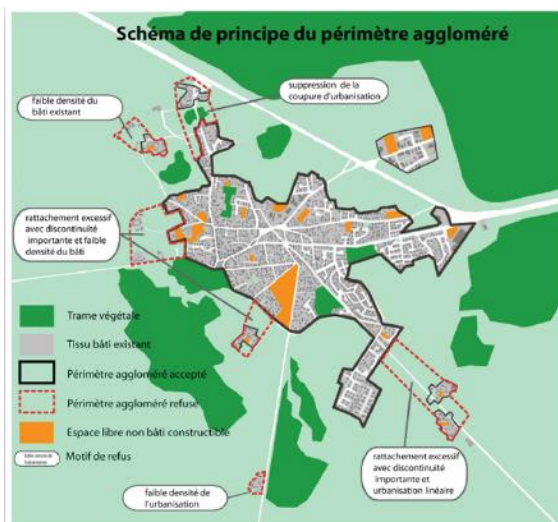 Schéma de principe du périmètre aggloméré
suppression de la
coupure d'urbanisation
faible densité du
bâti existant
rattachement excessif
avec discontinuité
importante et faible
densité du bâti
Trame végétale
Tissu bâti existant
Périmètre aggloméré accepté
Périmètre aggloméré refusé
Espace libre non bâti constructible
Motif de refus
rattachement excessif
avec discontinuité
importante et
urbanisation linéaire
faible densité de
l'urbanisation